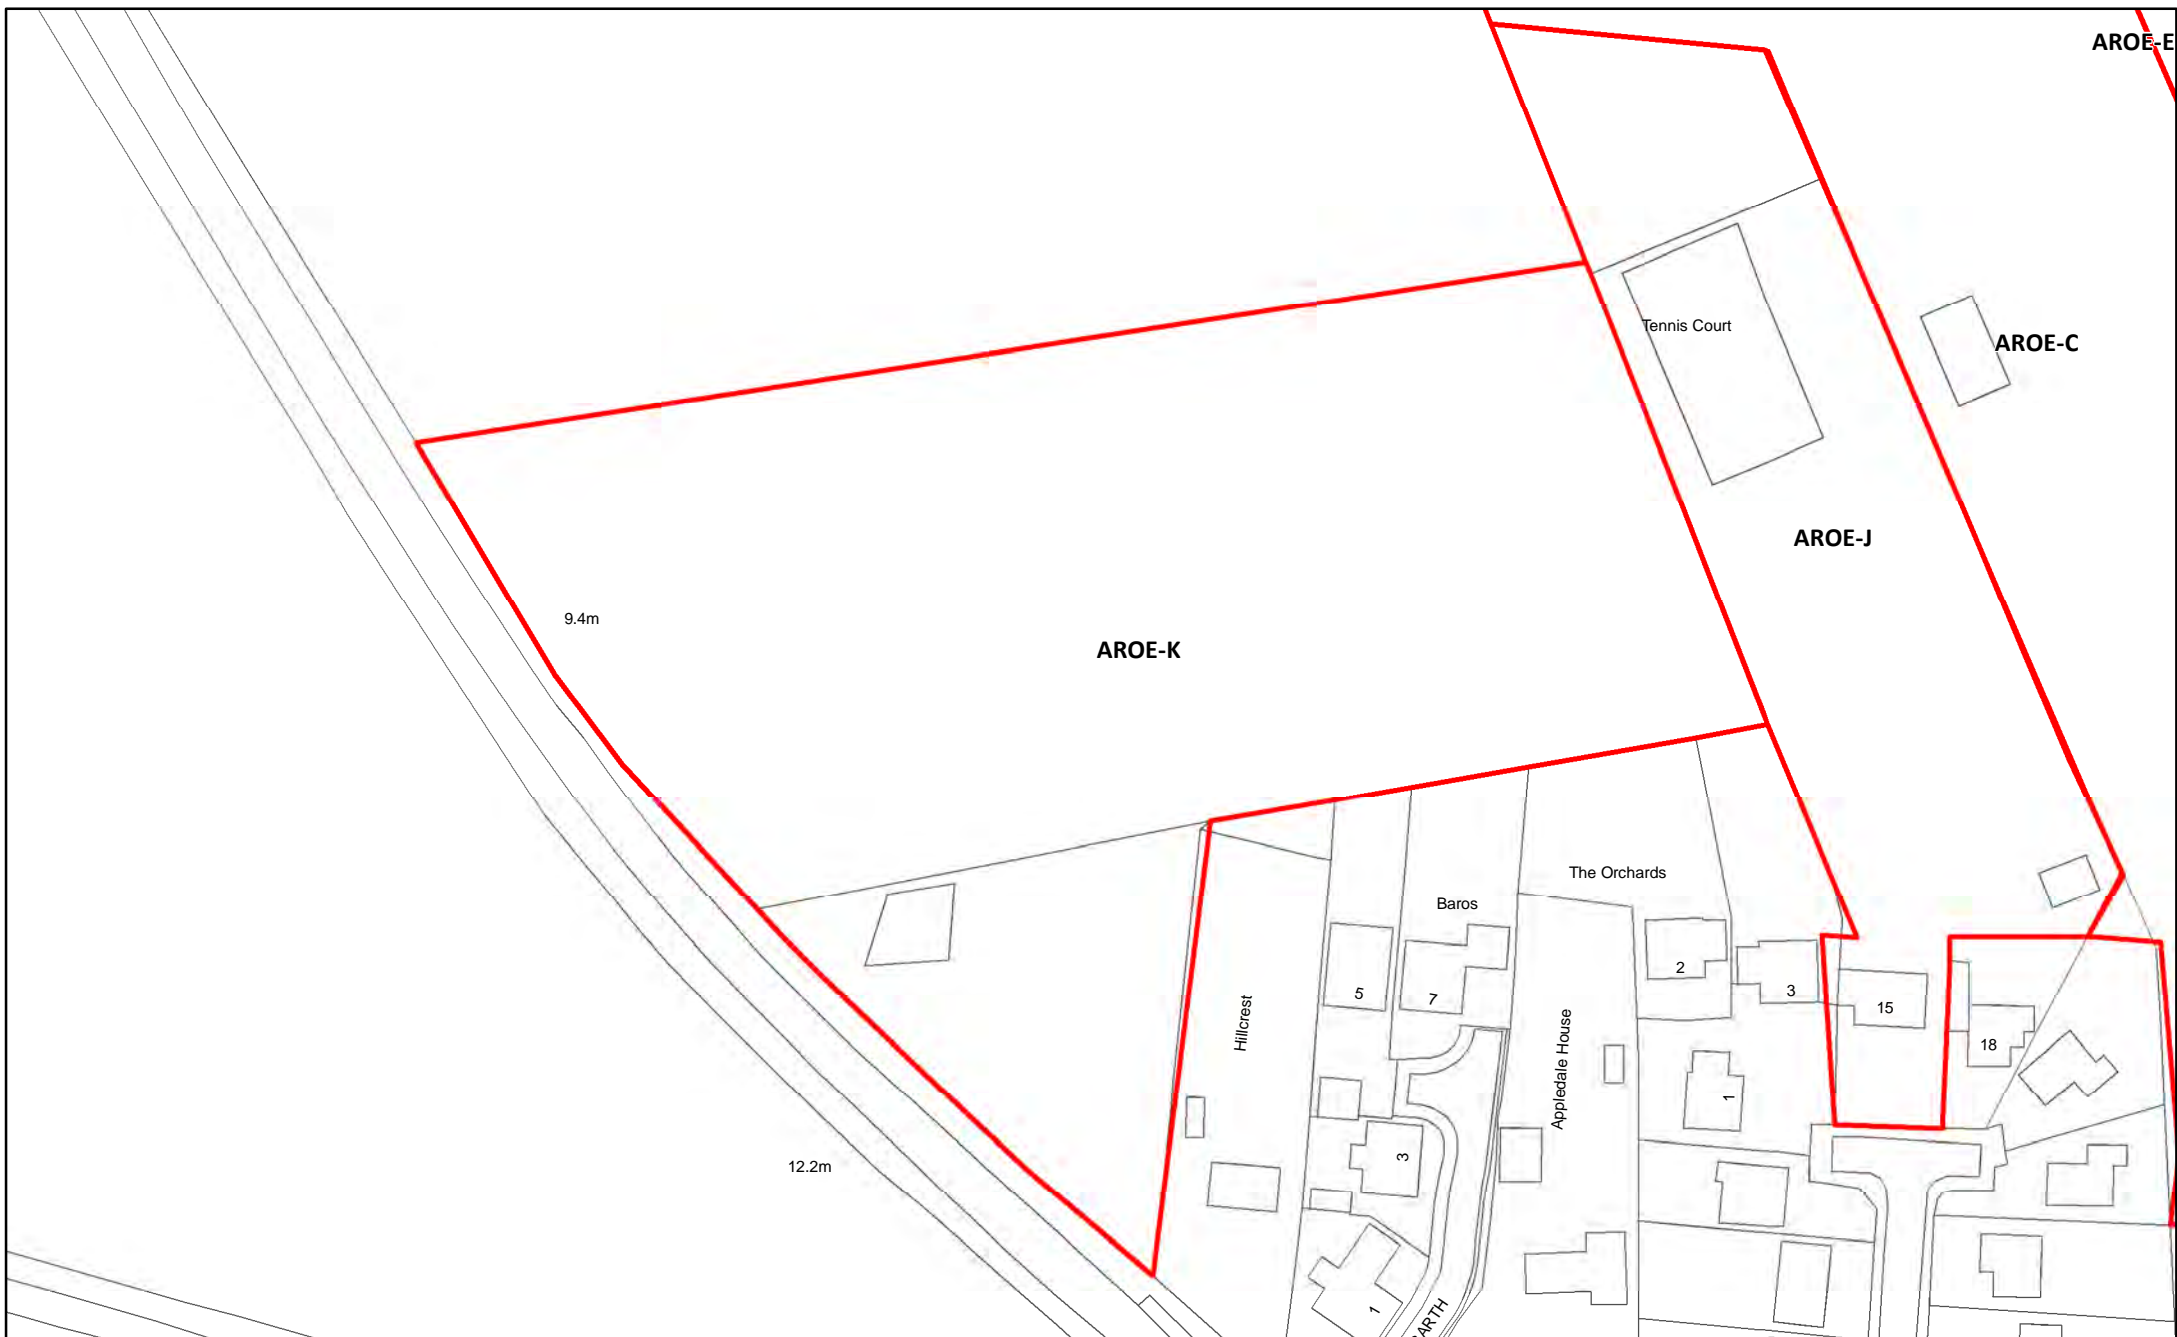 AROE-E
Tennis Court
AROE-C
AROE-J
9.4m
AROE-K
The Orchards
Baros
2
3
5
7
15
Hillcrest
Appledale House
18
1
3
12.2m
1
ARTH